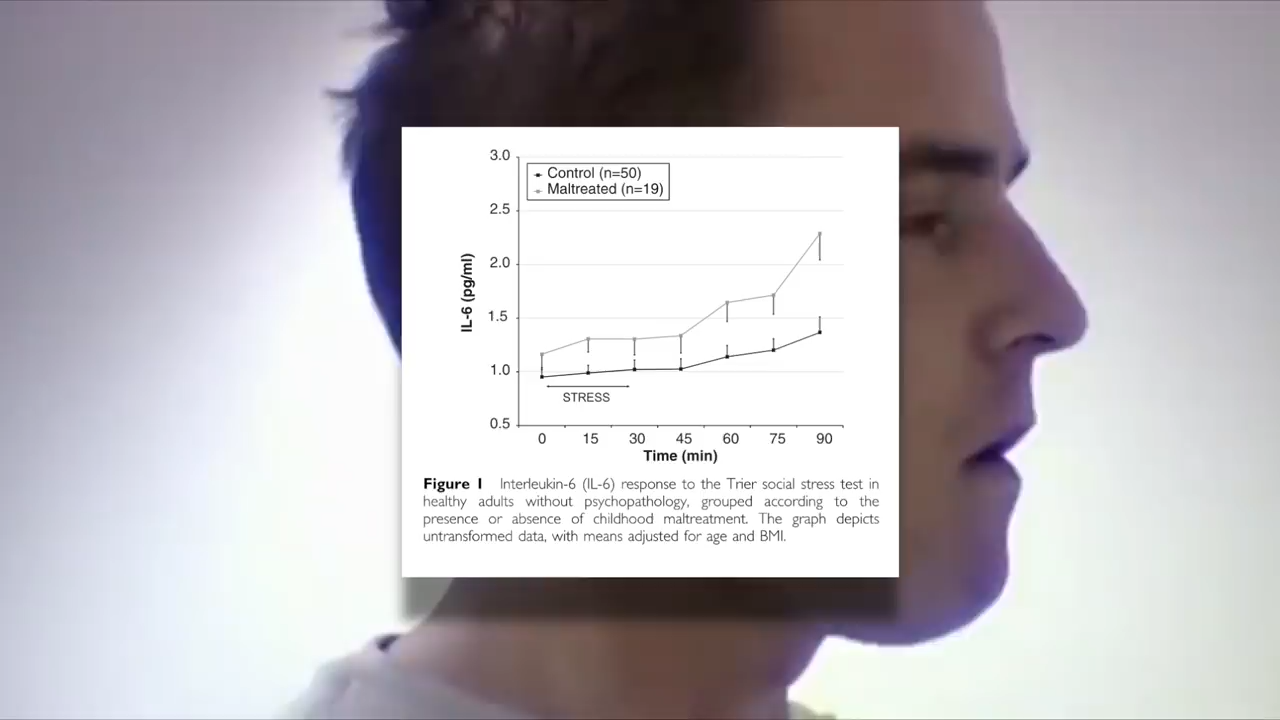 3.0
Control (n=50)
Maltreated (n=19)
2.5
2.0
IL-6 (pg/ml)
1.5
1.0
STRESS
0.5
0 15 30 45 60 75 90
Time (min)
Figure 1 Interleukin-6 (IL-6) response to the Trier social stress test in
healthy adults without psychopathology, grouped according to the
presence or absence of childhood maltreatment. The graph depicts
untransformed data, with means adjusted for age and BMI.